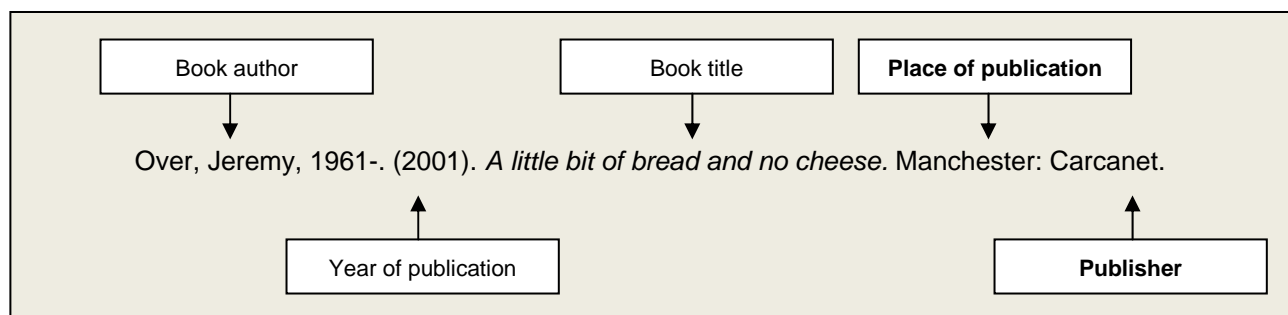 Book author
Book title
Place of publication
Over, Jeremy, 1961-. (2001). A little bit of bread and no cheese. Manchester: Carcanet.
Year of publication
Publisher